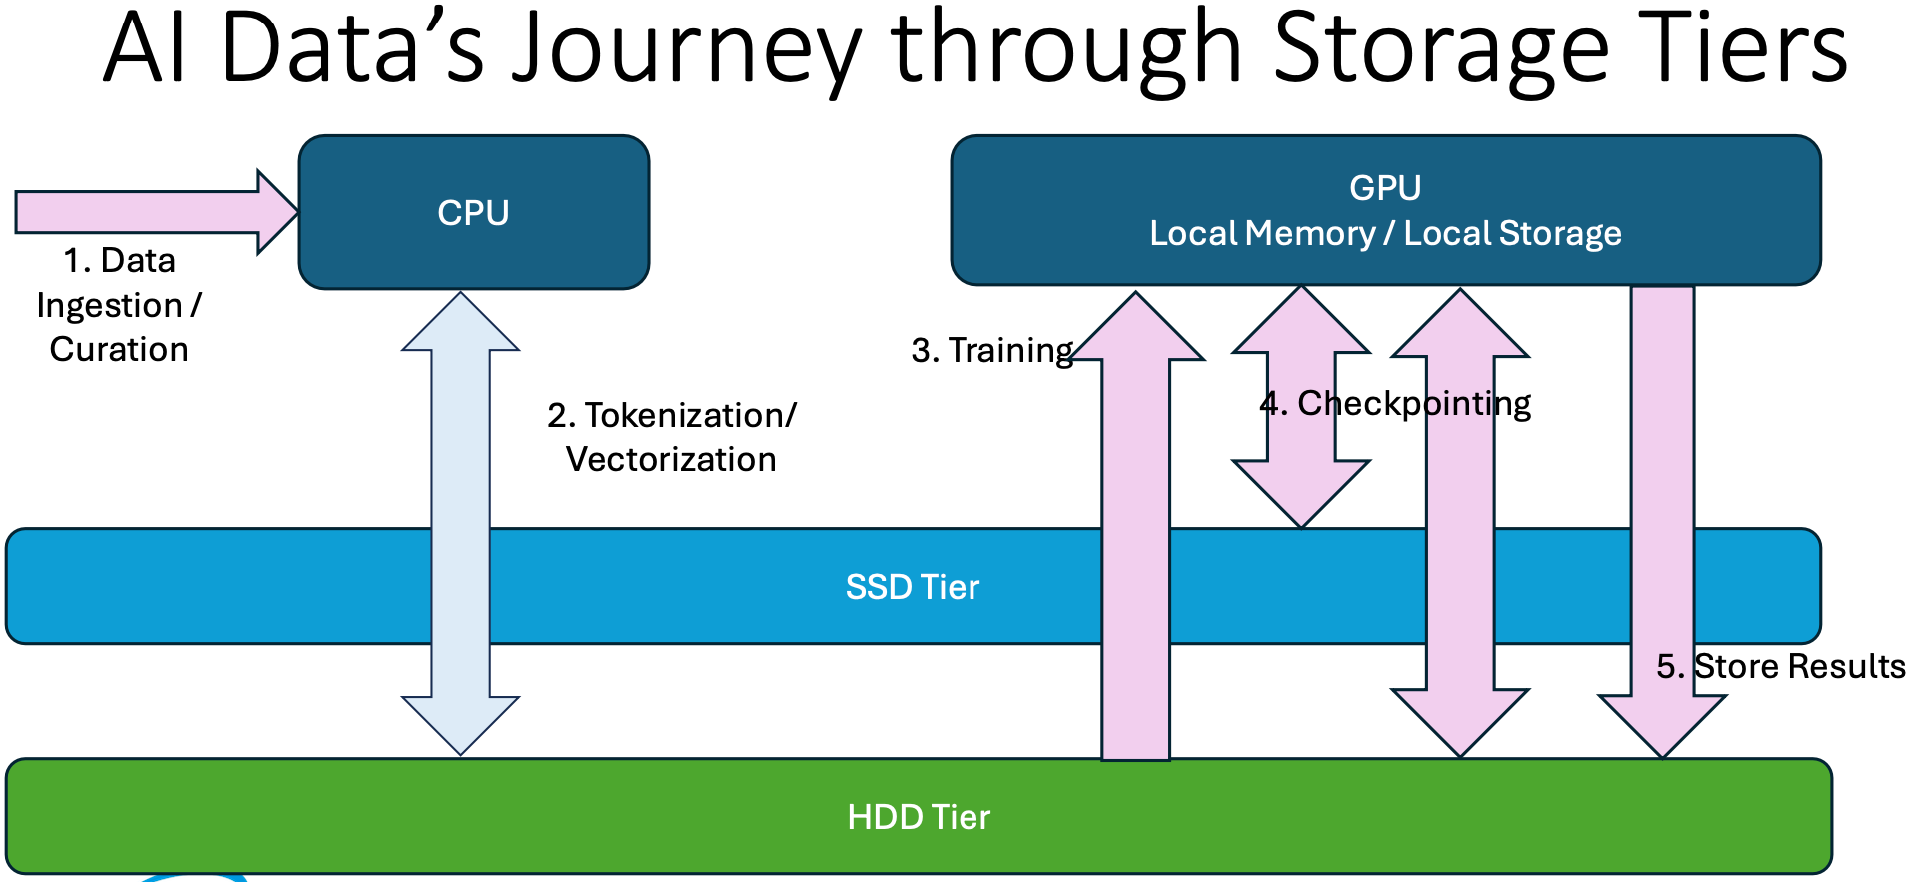 AI Data’s Journey through Storage Tiers
CPU
GPU
Local Memory / Local Storage
1. Data
Ingestion /
Curation
2. Tokenization/
Vectorization
3. Training
4. Checkpointing
SSD Tier
5. Store Results
HDD Tier